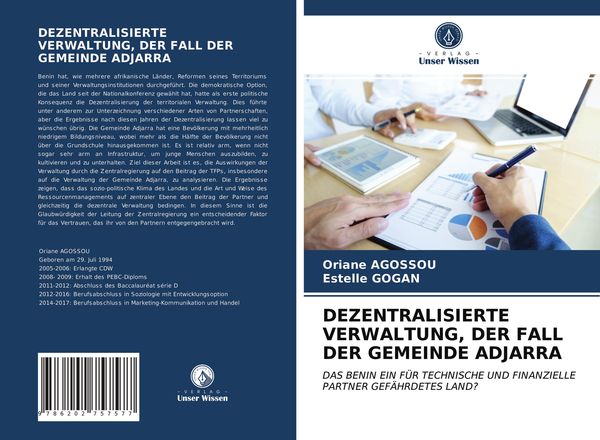 DEZENTRALISIERTE
VERWALTUNG, DER FALL DER
GEMEINDE ADJARRA
Benin hat, wie mehrere afrikanische Länder, Reformen seines Territoriums
und seiner Verwaltungsinstitutionen durchgeführt. Die demokratische Option,
die das Land seit der Nationalkonferenz gewählt hat, hatte als erste politische
Konsequenz die Dezentralisierung der territorialen Verwaltung. Dies führte
unter anderem zur Unterzeichnung verschiedener Arten von Partnerschaften,
aber die Ergebnisse nach diesen Jahren der Dezentralisierung lassen viel zu
wünschen übrig. Die Gemeinde Adjarra hat eine Bevölkerung mit mehrheitlich
niedrigem Bildungsniveau, wobei mehr als die Hälfte der Bevölkerung nicht
über die Grundschule hinausgekommen ist. Es ist relativ arm, wenn nicht
sogar sehr arm an Infrastruktur, um junge Menschen auszubilden, zu
kultivieren und zu unterhalten. Ziel dieser Arbeit ist es, die Auswirkungen der
Verwaltung durch die Zentralregierung auf den Beitrag der TFPs, insbesondere
auf die Verwaltung der Gemeinde Adjarra, zu analysieren. Die Ergebnisse
zeigen, dass das sozio-politische Klima des Landes und die Art und Weise des
Ressourcenmanagements auf zentraler Ebene den Beitrag der Partner und
gleichzeitig die dezentrale Verwaltung bedingen. In diesem Sinne ist die
Glaubwürdigkeit der Leitung der Zentralregierung ein entscheidender Faktor
für das Vertrauen, das ihr von den Partnern entgegengebracht wird.
Oriane AGOSSOU
Geboren am 29. Juli 1994
2005-2006: Erlangte CDW
2008- 2009: Erhalt des PEBC-Diploms
2011-2012: Abschluss des Baccalauréat série D
2012-2016: Berufsabschluss in Soziologie mit Entwicklungsoption
2014-2017: Berufsabschluss in Marketing-Kommunikation und Handel
9 786202 757577
VERLAG
Unser Wissen
VERLAG
Unser Wissen
Oriane AGOSSOU
Estelle GOGAN
DEZENTRALISIERTE
VERWALTUNG, DER FALL
DER GEMEINDE ADJARRA
DAS BENIN EIN FÜR TECHNISCHE UND FINANZIELLE
PARTNER GEFÄHRDETES LAND?